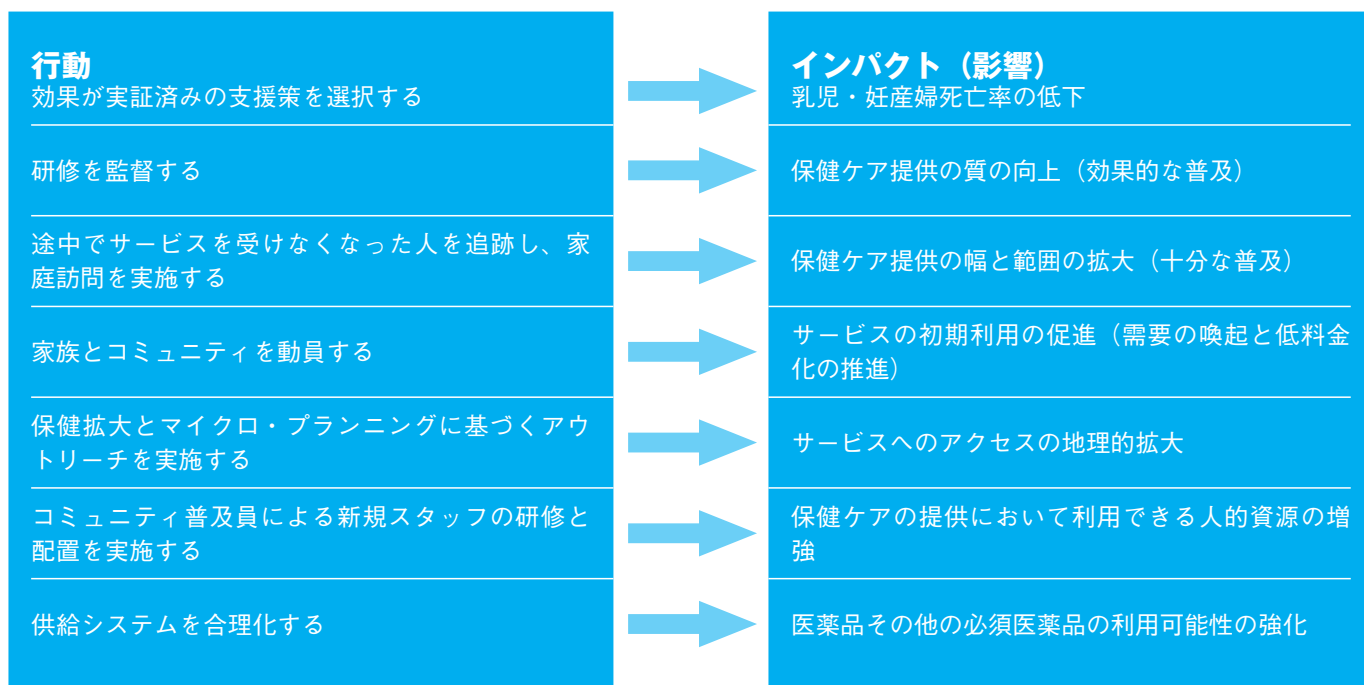 行動
効果が実証済みの支援策を選択する
インパクト（影響）
乳児・妊産婦死亡率の低下
研修を監督する
保健ケア提供の質の向上（効果的な普及）
途中でサービスを受けなくなった人を追跡し、家
庭訪問を実施する
保健ケア提供の幅と範囲の拡大（十分な普及）
家族とコミュニティを動員する
サービスの初期利用の促進（需要の喚起と低料金
化の推進）
保健拡大とマイクロ・プランニングに基づくアウ
トリーチを実施する
サービスへのアクセスの地理的拡大
コミュニティ普及員による新規スタッフの研修と
配置を実施する
保健ケアの提供において利用できる人的資源の増
強
供給システムを合理化する
医薬品その他の必須医薬品の利用可能性の強化